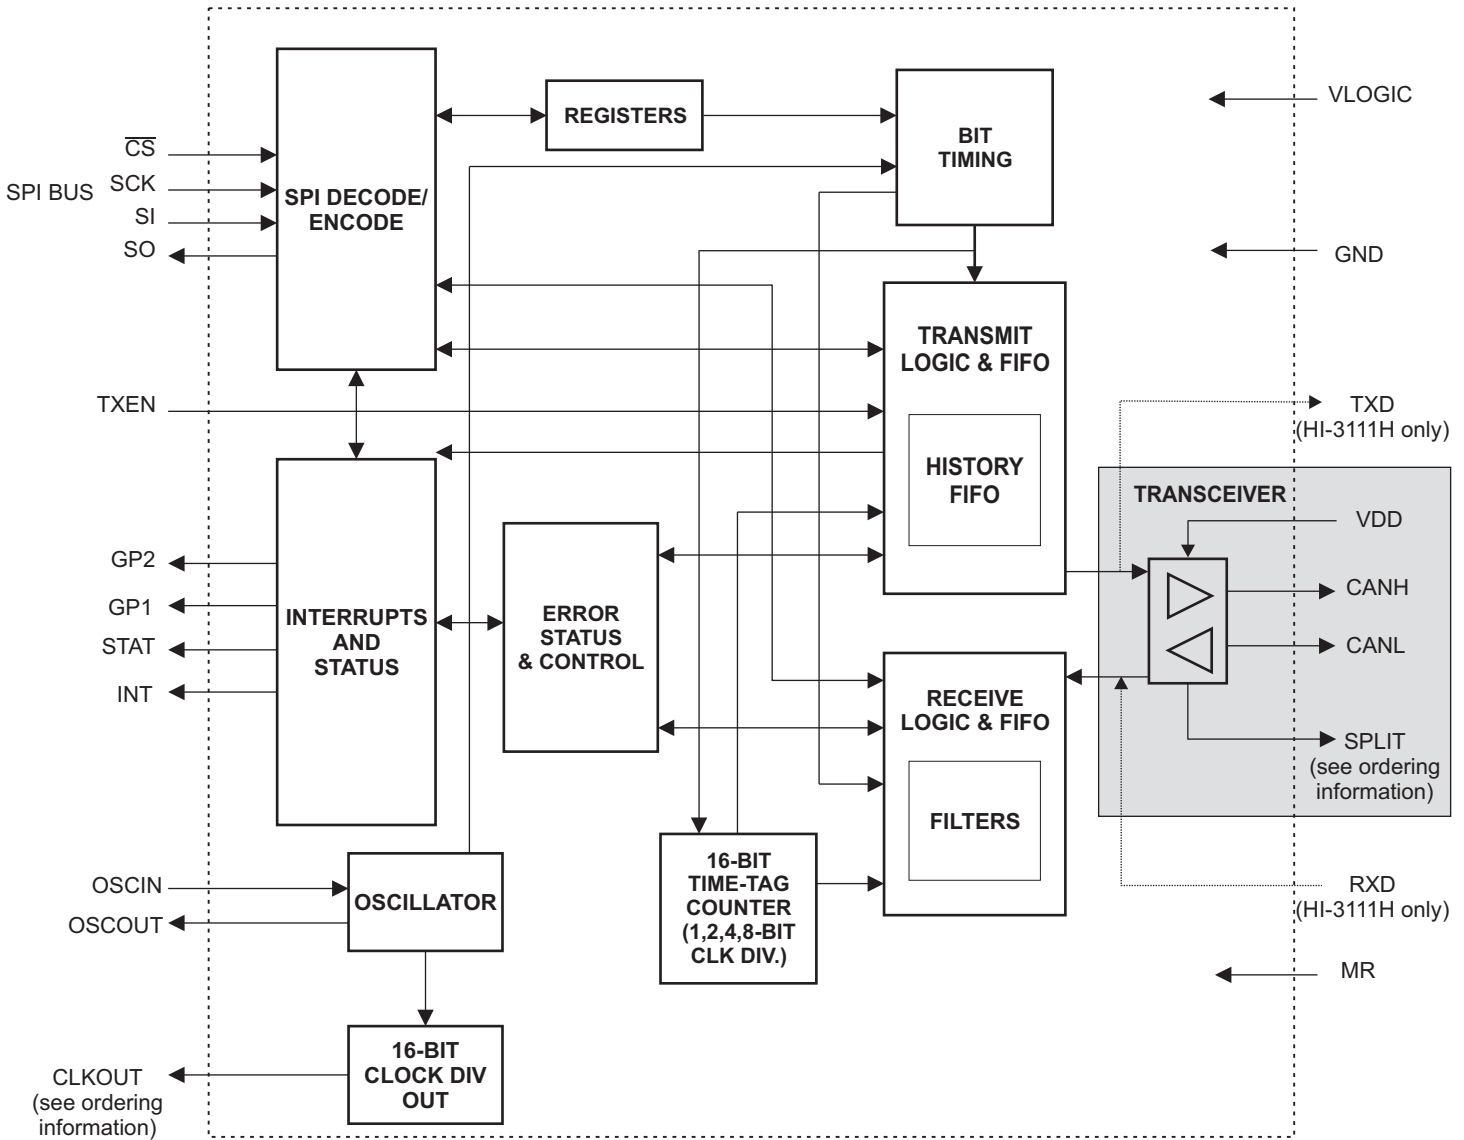 SPI BUS
CS
SCK
SI
SO
TXEN
GP2
GP1
STAT
INT
OSCIN
OSCOUT
CLKOUT
(see ordering
information)
SPI DECODE/
ENCODE
REGISTERS
BIT
TIMING
TRANSMIT
LOGIC & FIFO
HISTORY
FIFO
INTERRUPTS
AND
STATUS
ERROR
STATUS
& CONTROL
RECEIVE
LOGIC & FIFO
FILTERS
OSCILLATOR
16-BIT
TIME-TAG
COUNTER
(1,2,4,8-BIT
CLK DIV.)
16-BIT
CLOCK DIV
OUT
VLOGIC
GND
TXD
(HI-3111H only)
TRANSCEIVER
VDD
CANH
CANL
SPLIT
(see ordering
information)
RXD
(HI-3111H only)
MR